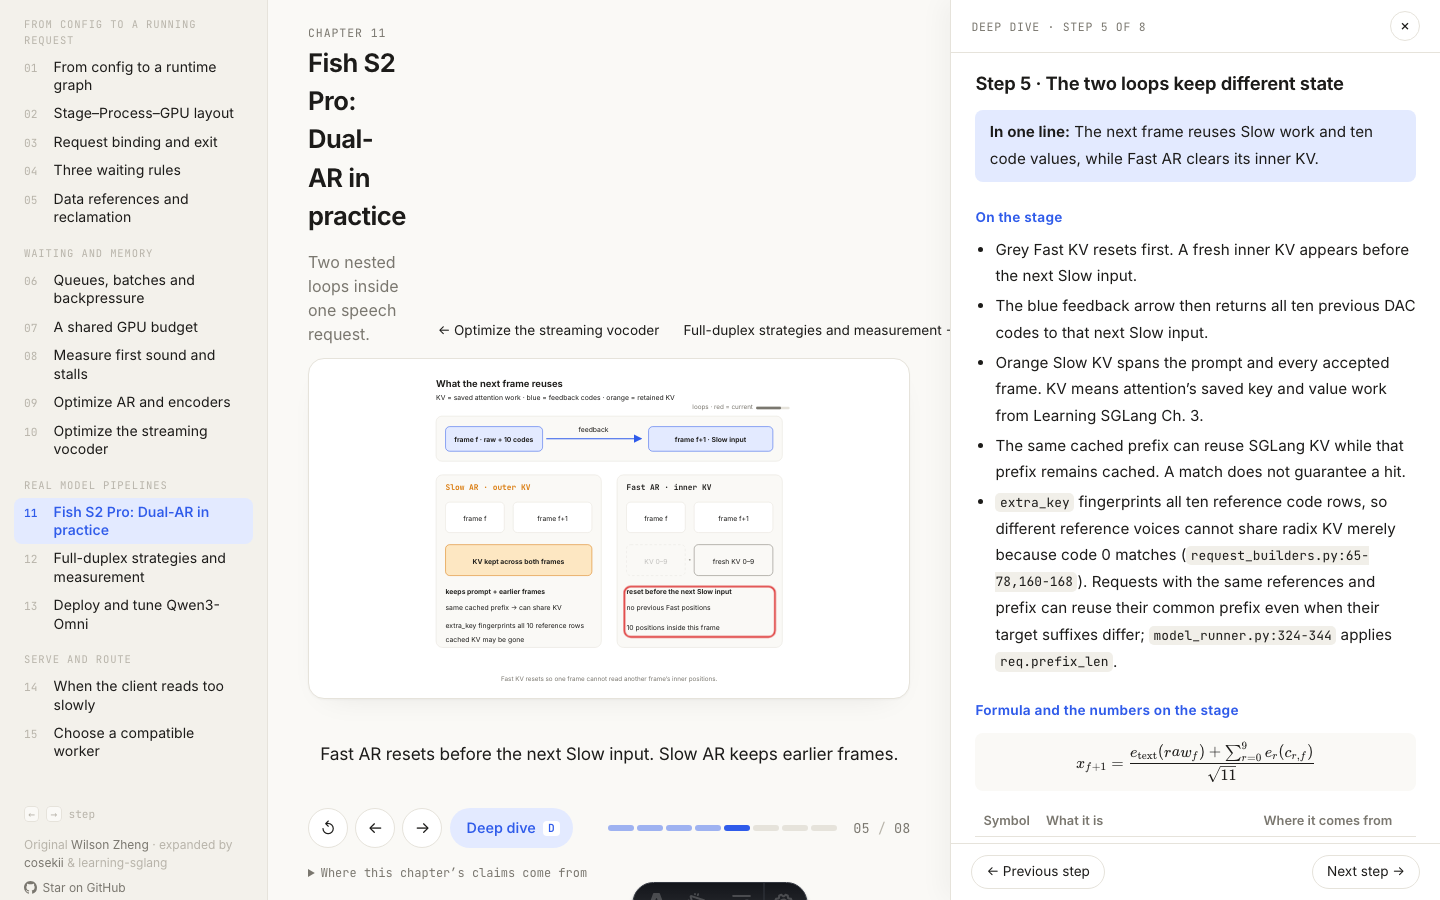 FROM CONFIG TO A RUNNING
REQUEST
01 From config to a runtime
graph
02 Stage–Process–GPU layout
03 Request binding and exit
04 Three waiting rules
05 Data references and
reclamation
WAITING AND MEMORY
06 Queues, batches and
backpressure
07 A shared GPU budget
08 Measure first sound and
stalls
09 Optimize AR and encoders
10 Optimize the streaming
vocoder
REAL MODEL PIPELINES
11 Fish S2 Pro: Dual-AR in
practice
12 Full-duplex strategies and
measurement
13 Deploy and tune Qwen3-
Omni
SERVE AND ROUTE
14 When the client reads too
slowly
15 Choose a compatible
worker
← → step
Original Wilson Zheng · expanded by
cosekii & learning-sglang
Star on GitHub
CHAPTER 11
Fish S2
Pro:
Dual-
AR in
practice
Two nested
loops inside
one speech
request.
← Optimize the streaming vocoder Full-duplex strategies and measurement
What the next frame reuses
KV = saved attention work · blue = feedback codes · orange = retained KV
loops · red = current
frame f · raw + 10 codes
feedback
frame f+1 · Slow input
Slow AR · outer KV
frame f
frame f+1
KV kept across both frames
keeps prompt + earlier frames
same cached prefix → can share KV
extra_key fingerprints all 10 reference rows
cached KV may be gone
Fast AR · inner KV
frame f
frame f+1
KV 0–9
fresh KV 0–9
reset before the next Slow input
no previous Fast positions
10 positions inside this frame
Fast KV resets so one frame cannot read another frame's inner positions.
Fast AR resets before the next Slow input. Slow AR keeps earlier frames.
← → Deep dive D 05 / 08
▶ Where this chapter's claims come from
DEEP DIVE · STEP 5 OF 8 ×
Step 5 · The two loops keep different state
In one line: The next frame reuses Slow work and ten
code values, while Fast AR clears its inner KV.
On the stage
• Grey Fast KV resets first. A fresh inner KV appears before
the next Slow input.
• The blue feedback arrow then returns all ten previous DAC
codes to that next Slow input.
• Orange Slow KV spans the prompt and every accepted
frame. KV means attention's saved key and value work
from Learning SGLang Ch. 3.
• The same cached prefix can reuse SGLang KV while that
prefix remains cached. A match does not guarantee a hit.
• extra_key fingerprints all ten reference code rows, so
different reference voices cannot share radix KV merely
because code 0 matches ( request_builders.py:65-
78,160-168 ). Requests with the same references and
prefix can reuse their common prefix even when their
target suffixes differ; model_runner.py:324-344 applies
req.prefix_len .
Formula and the numbers on the stage
x_{f+1} = \frac{e_{text}(raw_f) + \sum_{r=0}^{9} e_r(c_{r,f})}{\sqrt{11}}
Symbol What it is Where it comes from
← Previous step Next step →